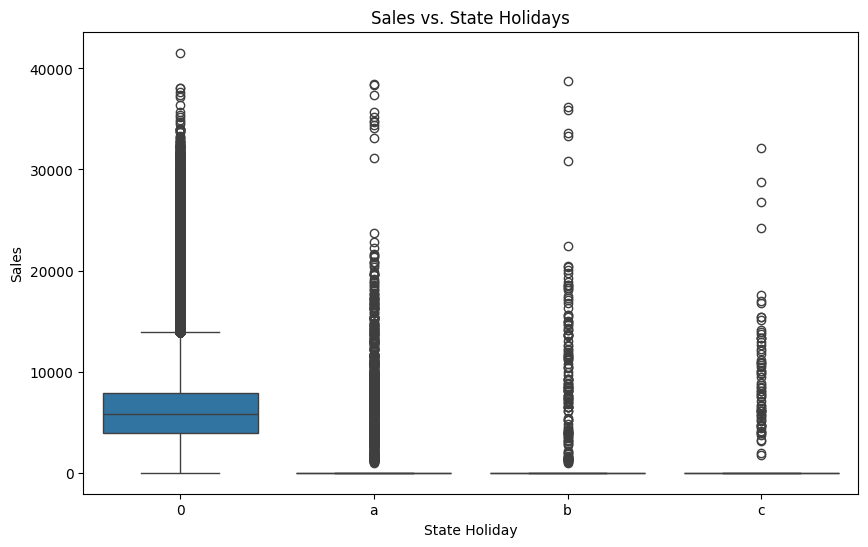 Sales vs. State Holidays
40000
30000
20000
10000
0
Sales
0 a b c
State Holiday